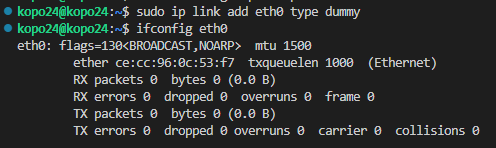 kopo24@kopo24:~$ sudo ip link add eth0 type dummy
kopo24@kopo24:~$ ifconfig eth0
eth0: flags=130<BROADCAST,NOARP>  mtu 1500
        ether ce:cc:96:0c:53:f7  txqueuelen 1000  (Ethernet)
        RX packets 0  bytes 0 (0.0 B)
        RX errors 0  dropped 0  overruns 0  frame 0
        TX packets 0  bytes 0 (0.0 B)
        TX errors 0  dropped 0 overruns 0  carrier 0  collisions 0